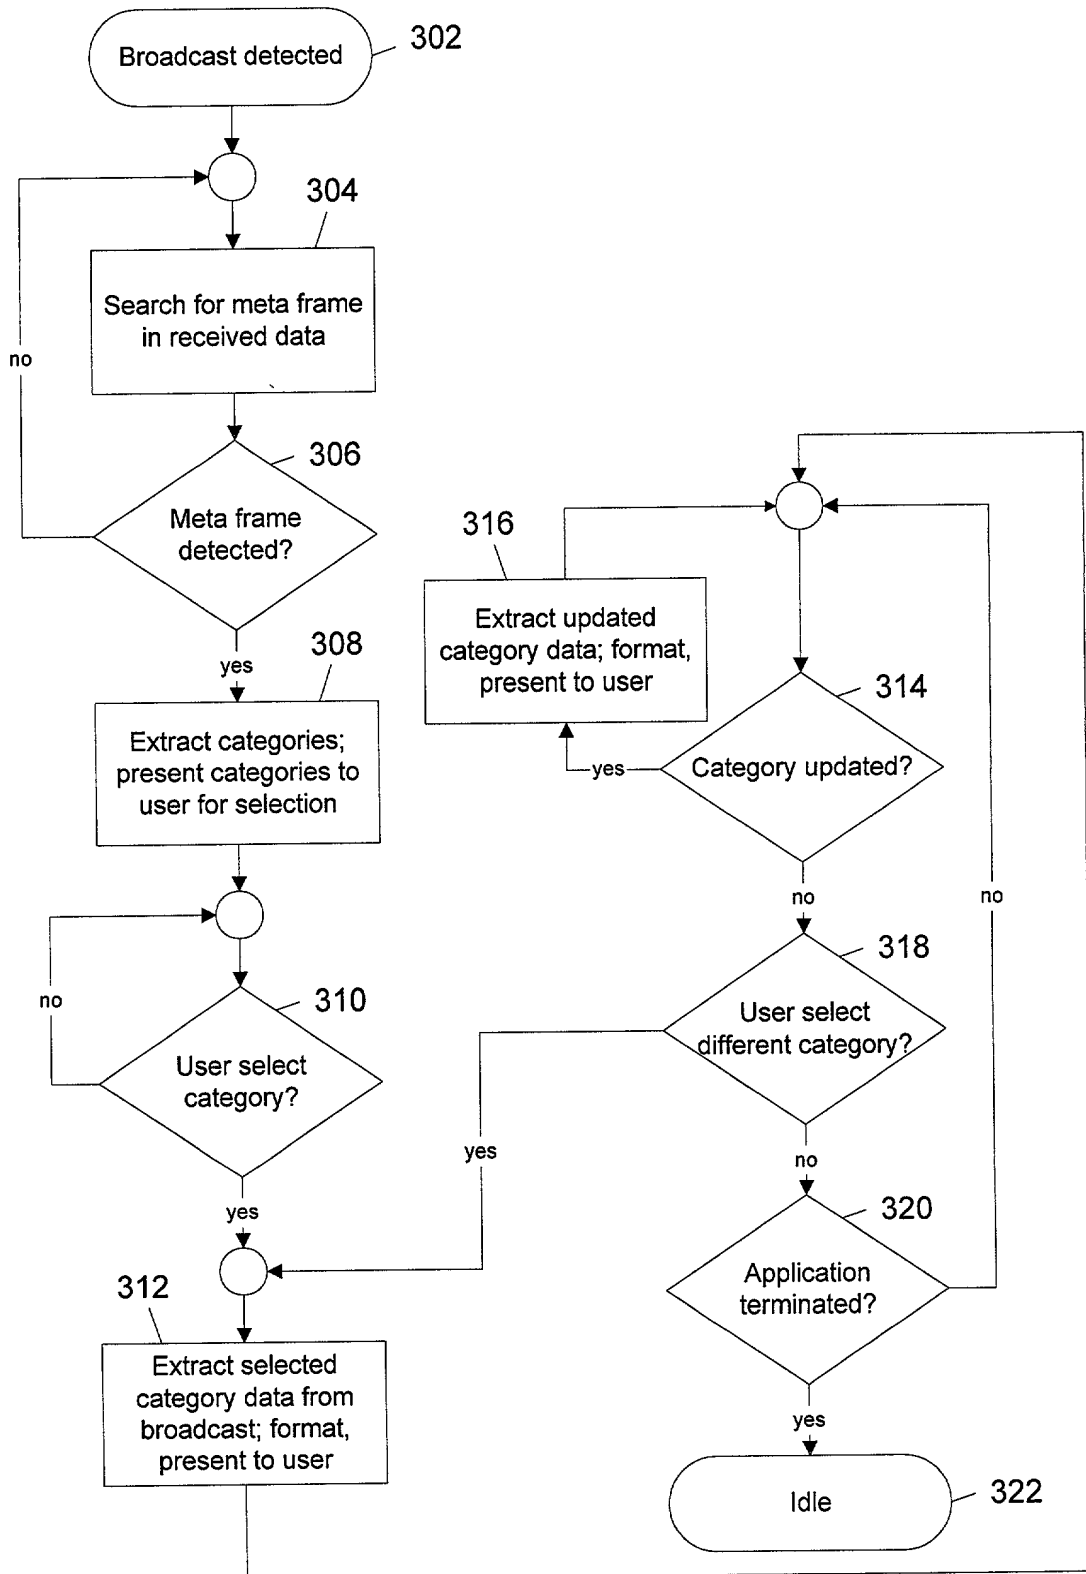 Broadcast detected
302
304
Search for meta frame
in received data
no
306
Meta frame
detected?
yes
308
Extract categories;
present categories to
user for selection
no
310
User select
category?
yes
312
Extract selected
category data from
broadcast; format,
present to user
316
Extract updated
category data; format,
present to user
314
Category updated?
yes
no
no
318
User select
different category?
yes
no
320
Application
terminated?
yes
Idle
322